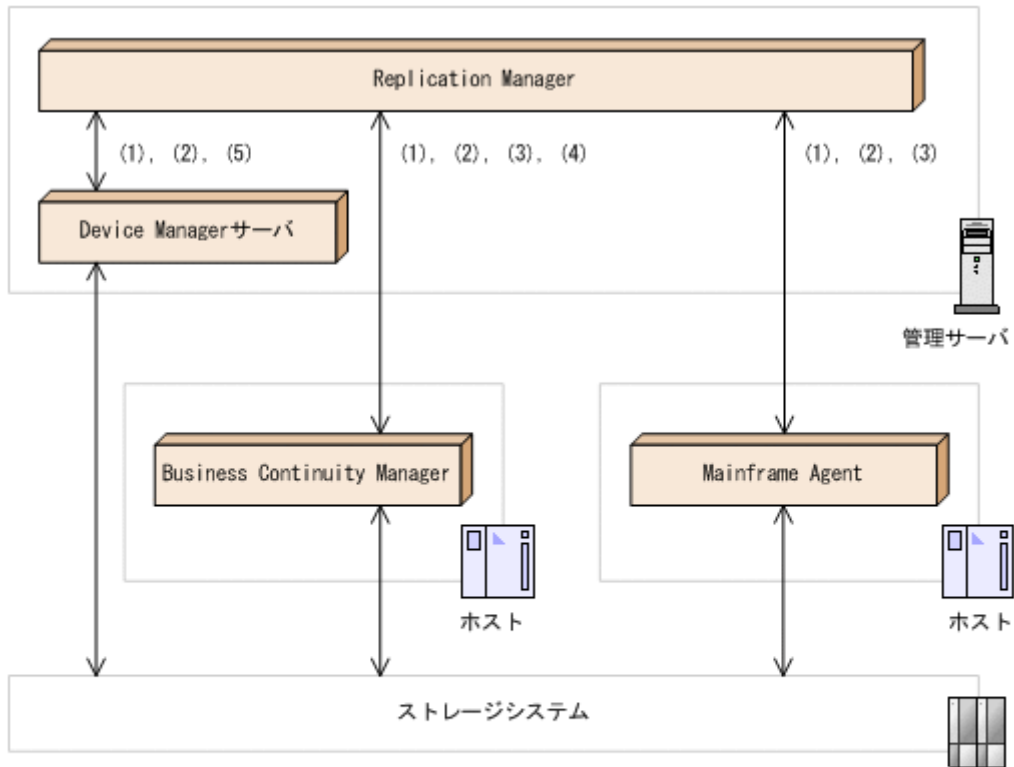 Replication Manager
(1), (2), (5)
(1), (2), (3), (4)
(1), (2), (3)
Device Managerサーバ
管理サーバ
Business Continuity Manager
Mainframe Agent
ホスト
ホスト
ストレージシステム